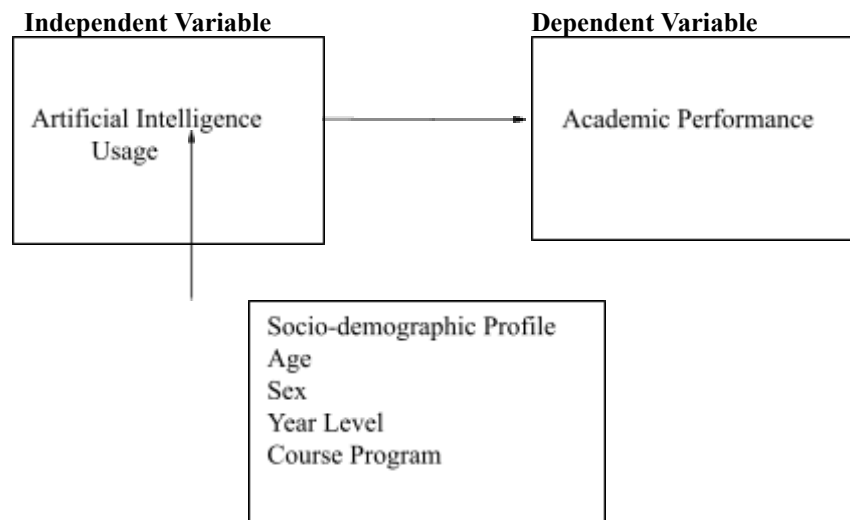 Independent Variable
Dependent Variable
Artificial Intelligence
Usage
Academic Performance
Socio-demographic Profile
Age
Sex
Year Level
Course Program